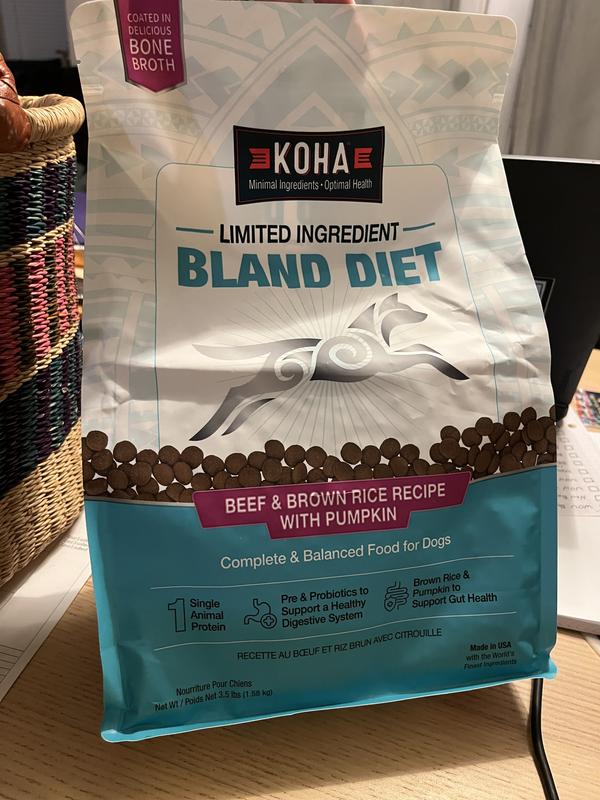 COATED IN
DELICIOUS
BONE
BROTH
KOHA
Minimal Ingredients • Optimal Health
LIMITED INGREDIENT
BLAND DIET
BEEF & BROWN RICE RECIPE
WITH PUMPKIN
Complete & Balanced Food for Dogs
1 Single
Animal
Protein
Pre & Probiotics to
Support a Healthy
Digestive System
Brown Rice &
Pumpkin to
Support Gut Health
RECETTE AU BŒUF ET RIZ BRUN AVEC CITROUILLE
Nourriture Pour Chiens
Net Wt / Poids Net 3.5 lbs (1.58 kg)
Made in USA
with the World's
Finest Ingredients